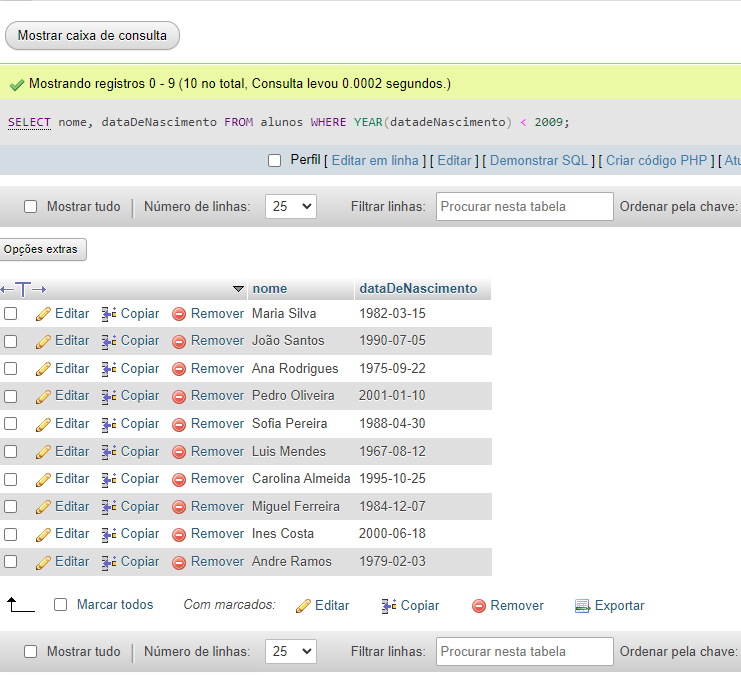 Mostrar caixa de consulta
Mostrando registros 0 - 9 (10 no total, Consulta levou 0.0002 segundos.)
SELECT nome, dataDeNascimento FROM alunos WHERE YEAR(datadeNascimento) < 2009;
Perfil [ Editar em linha ] [ Editar ] [ Demonstrar SQL ] [ Criar código PHP ] [ Atu
Mostrar tudo Número de linhas: 25 Filtrar linhas: Procurar nesta tabela Ordenar pela chave:
Opções extras
←T→ nome dataDeNascimento
Editar Copiar Remover Maria Silva 1982-03-15
Editar Copiar Remover João Santos 1990-07-05
Editar Copiar Remover Ana Rodrigues 1975-09-22
Editar Copiar Remover Pedro Oliveira 2001-01-10
Editar Copiar Remover Sofia Pereira 1988-04-30
Editar Copiar Remover Luis Mendes 1967-08-12
Editar Copiar Remover Carolina Almeida 1995-10-25
Editar Copiar Remover Miguel Ferreira 1984-12-07
Editar Copiar Remover Ines Costa 2000-06-18
Editar Copiar Remover Andre Ramos 1979-02-03
Marcar todos Com marcados: Editar Copiar Remover Exportar
Mostrar tudo Número de linhas: 25 Filtrar linhas: Procurar nesta tabela Ordenar pela chave: